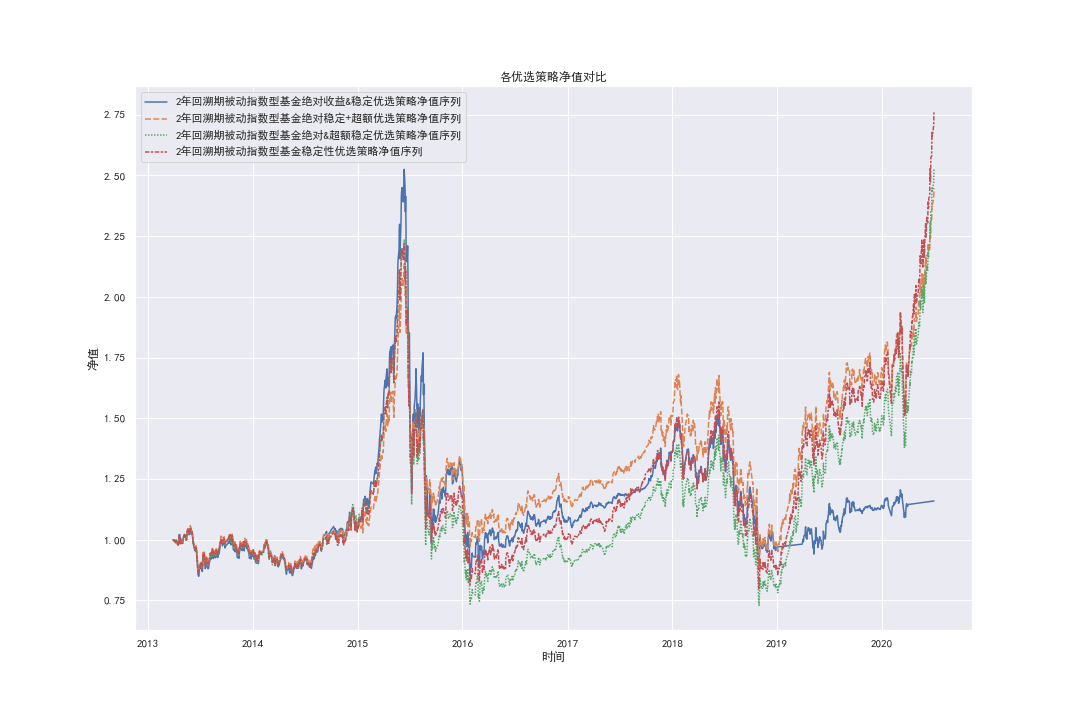 各优选策略净值对比
2年回溯期被动指数型基金绝对收益&稳定优选策略净值序列
2年回溯期被动指数型基金绝对稳定+超额优选策略净值序列
2年回溯期被动指数型基金绝对&超额稳定优选策略净值序列
2年回溯期被动指数型基金稳定性优选策略净值序列
2.75
2.50
2.25
2.00
1.75
1.50
1.25
1.00
0.75
净值
2013 2014 2015 2016 2017 2018 2019 2020
时间